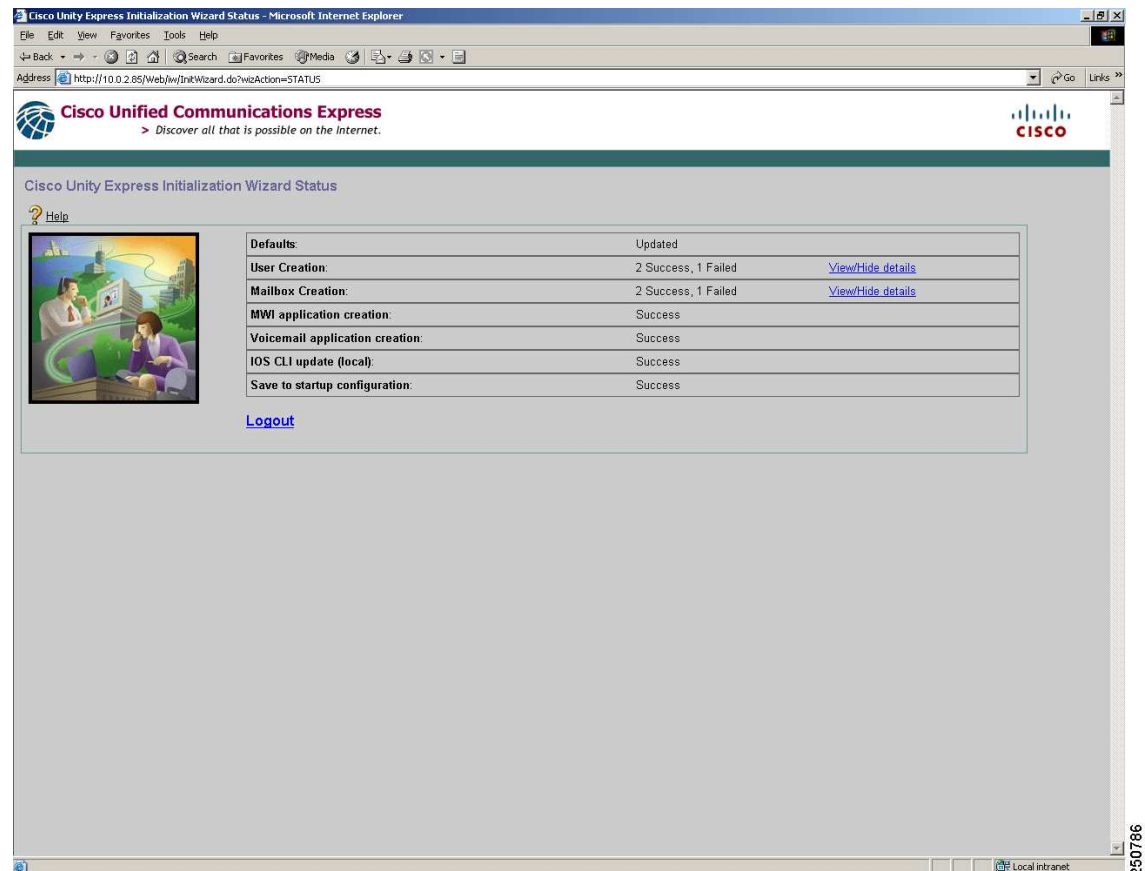 Cisco Unity Express Initialization Wizard Status - Microsoft Internet Explorer
File Edit View Favorites Tools Help
Back Search Favorites Media
Address http://10.0.2.85/Web/iw/InitWizard.do?wizAction=STATUS Go Links »
Cisco Unified Communications Express
> Discover all that is possible on the Internet.
CISCO
Cisco Unity Express Initialization Wizard Status
? Help
Defaults: Updated
User Creation: 2 Success, 1 Failed View/Hide details
Mailbox Creation: 2 Success, 1 Failed View/Hide details
MWI application creation: Success
Voicemail application creation: Success
IOS CLI update (local): Success
Save to startup configuration: Success
Logout
Local intranet
250786